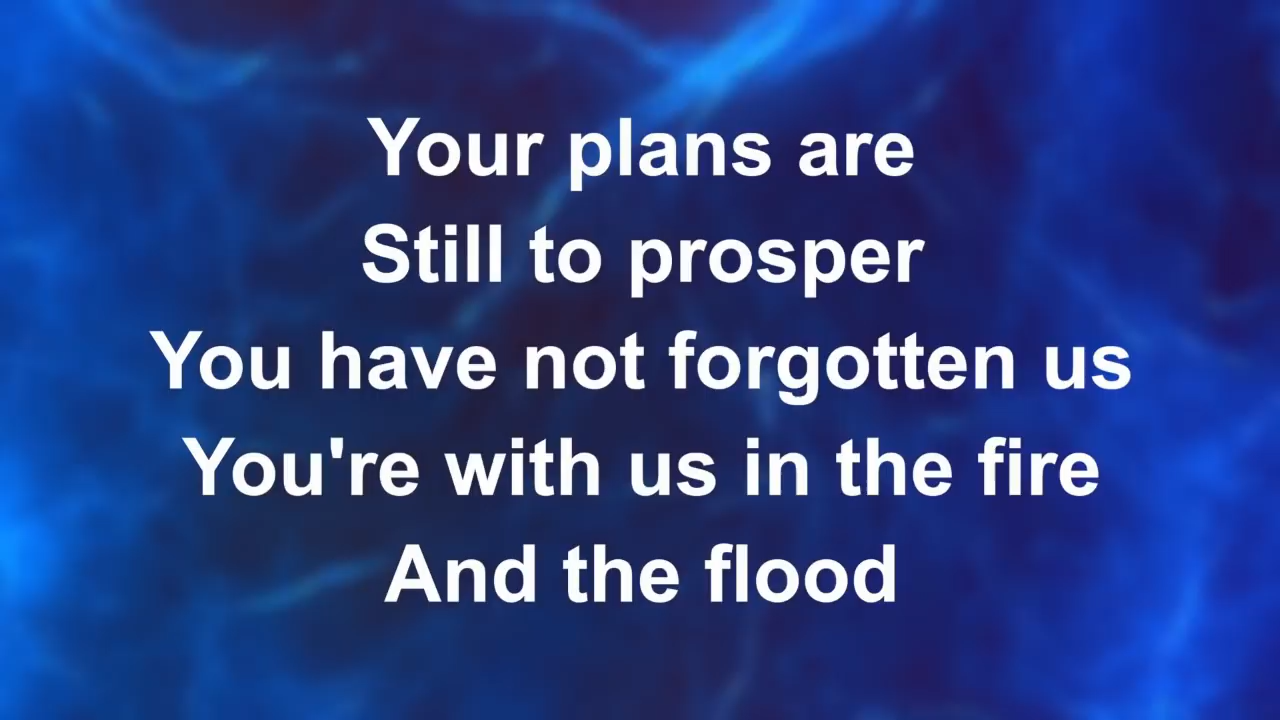 Your plans are
Still to prosper
You have not forgotten us
You're with us in the fire
And the flood